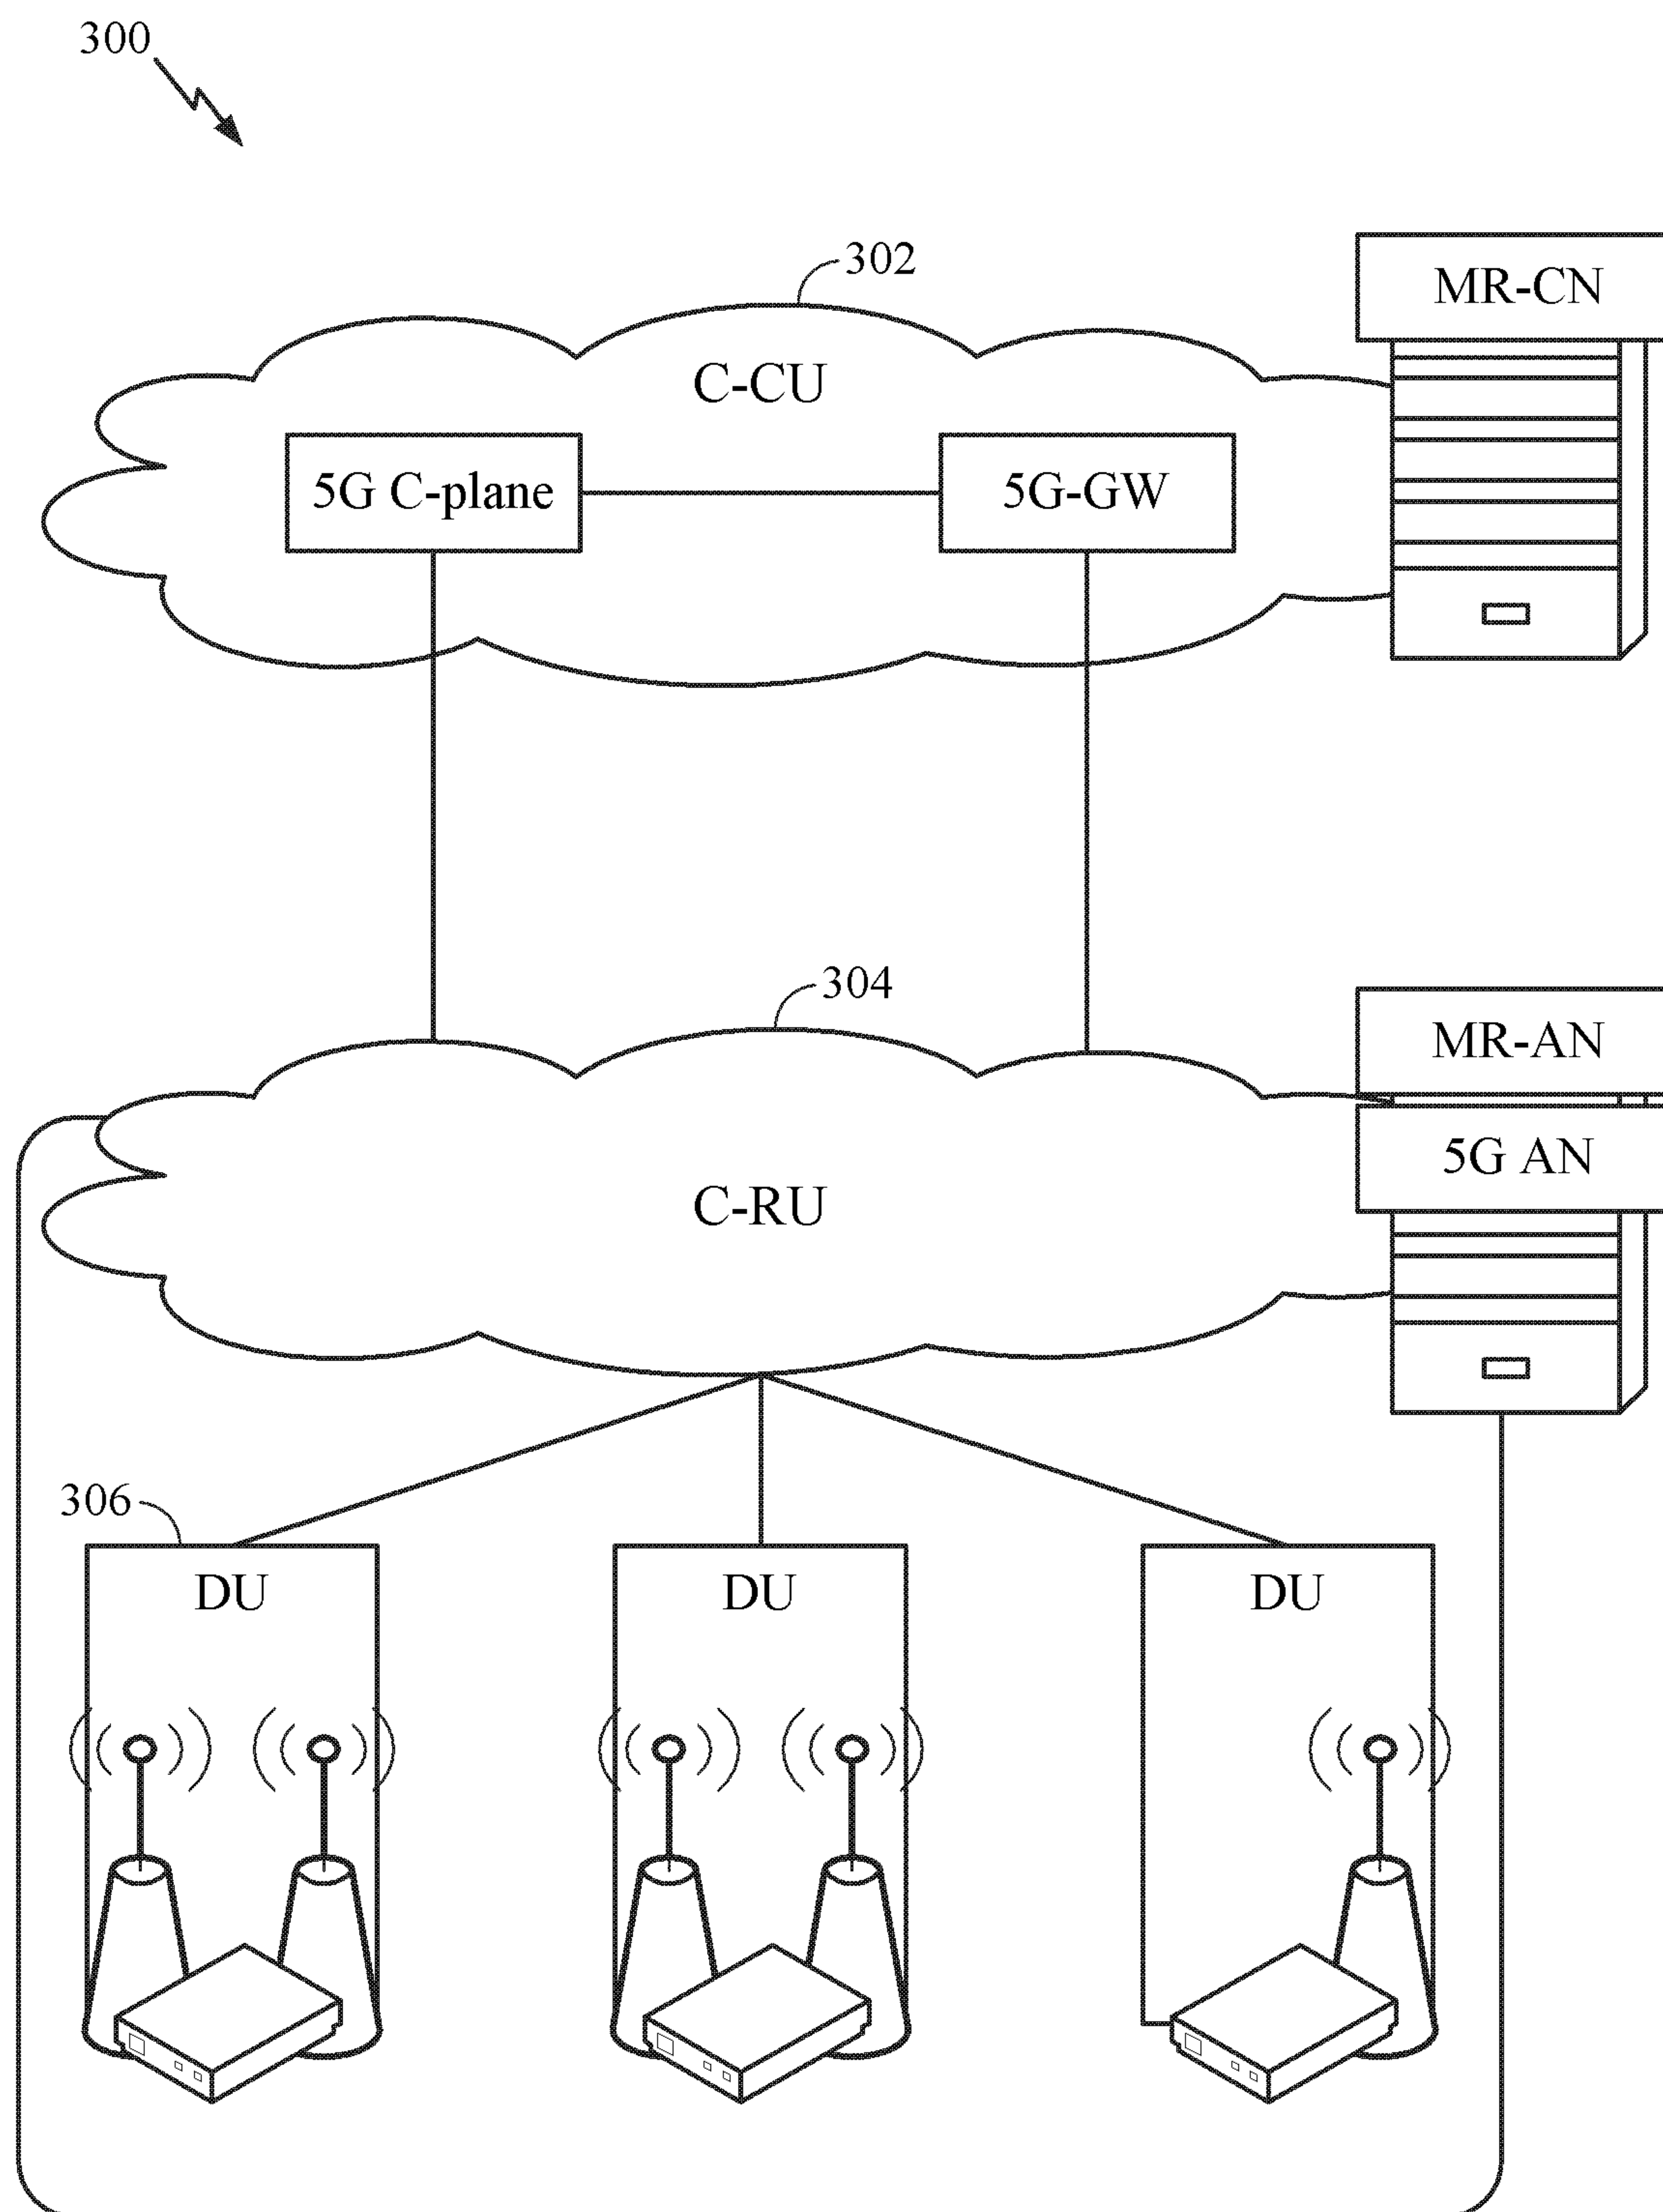 300
302
MR-CN
C-CU
5G C-plane
5G-GW
304
MR-AN
5G AN
C-RU
306
DU
DU
DU